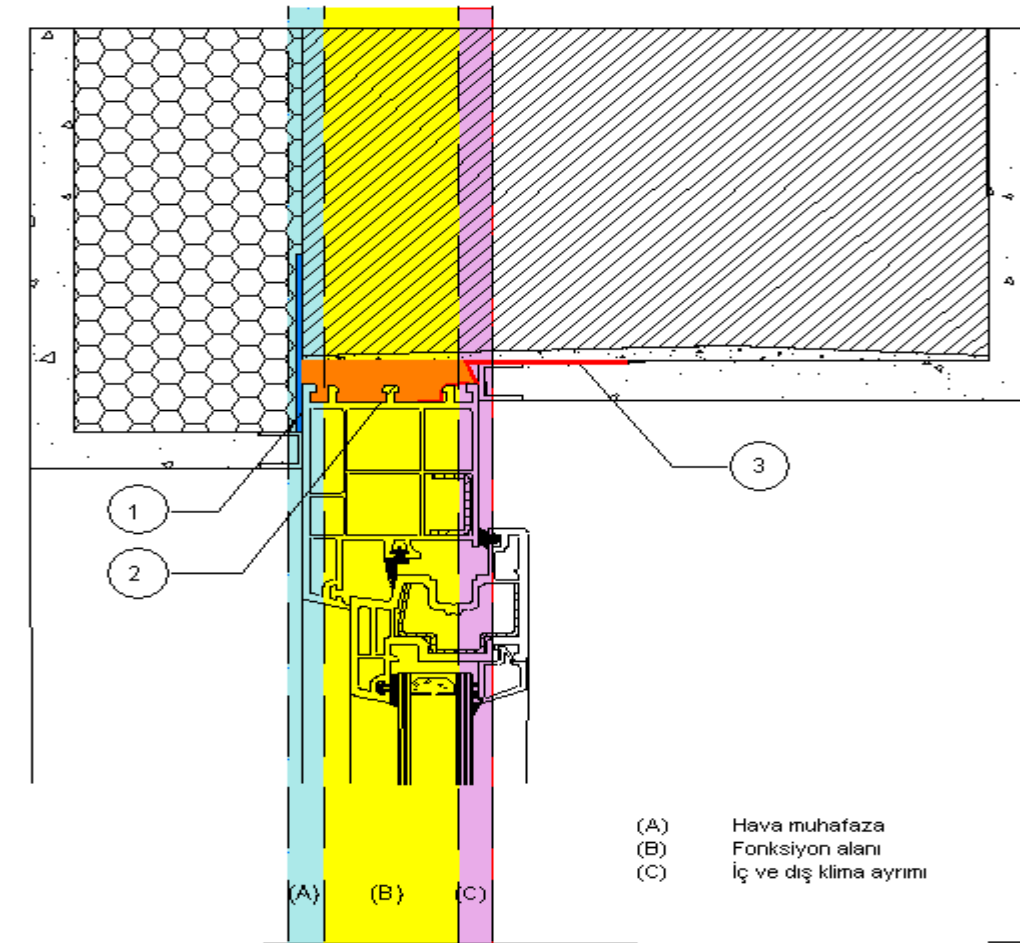 3
1
2
(A) Hava muhafaza
(B) Fonksiyon alanı
(C) İç ve dış klima ayrımı
(A) (B) (C)